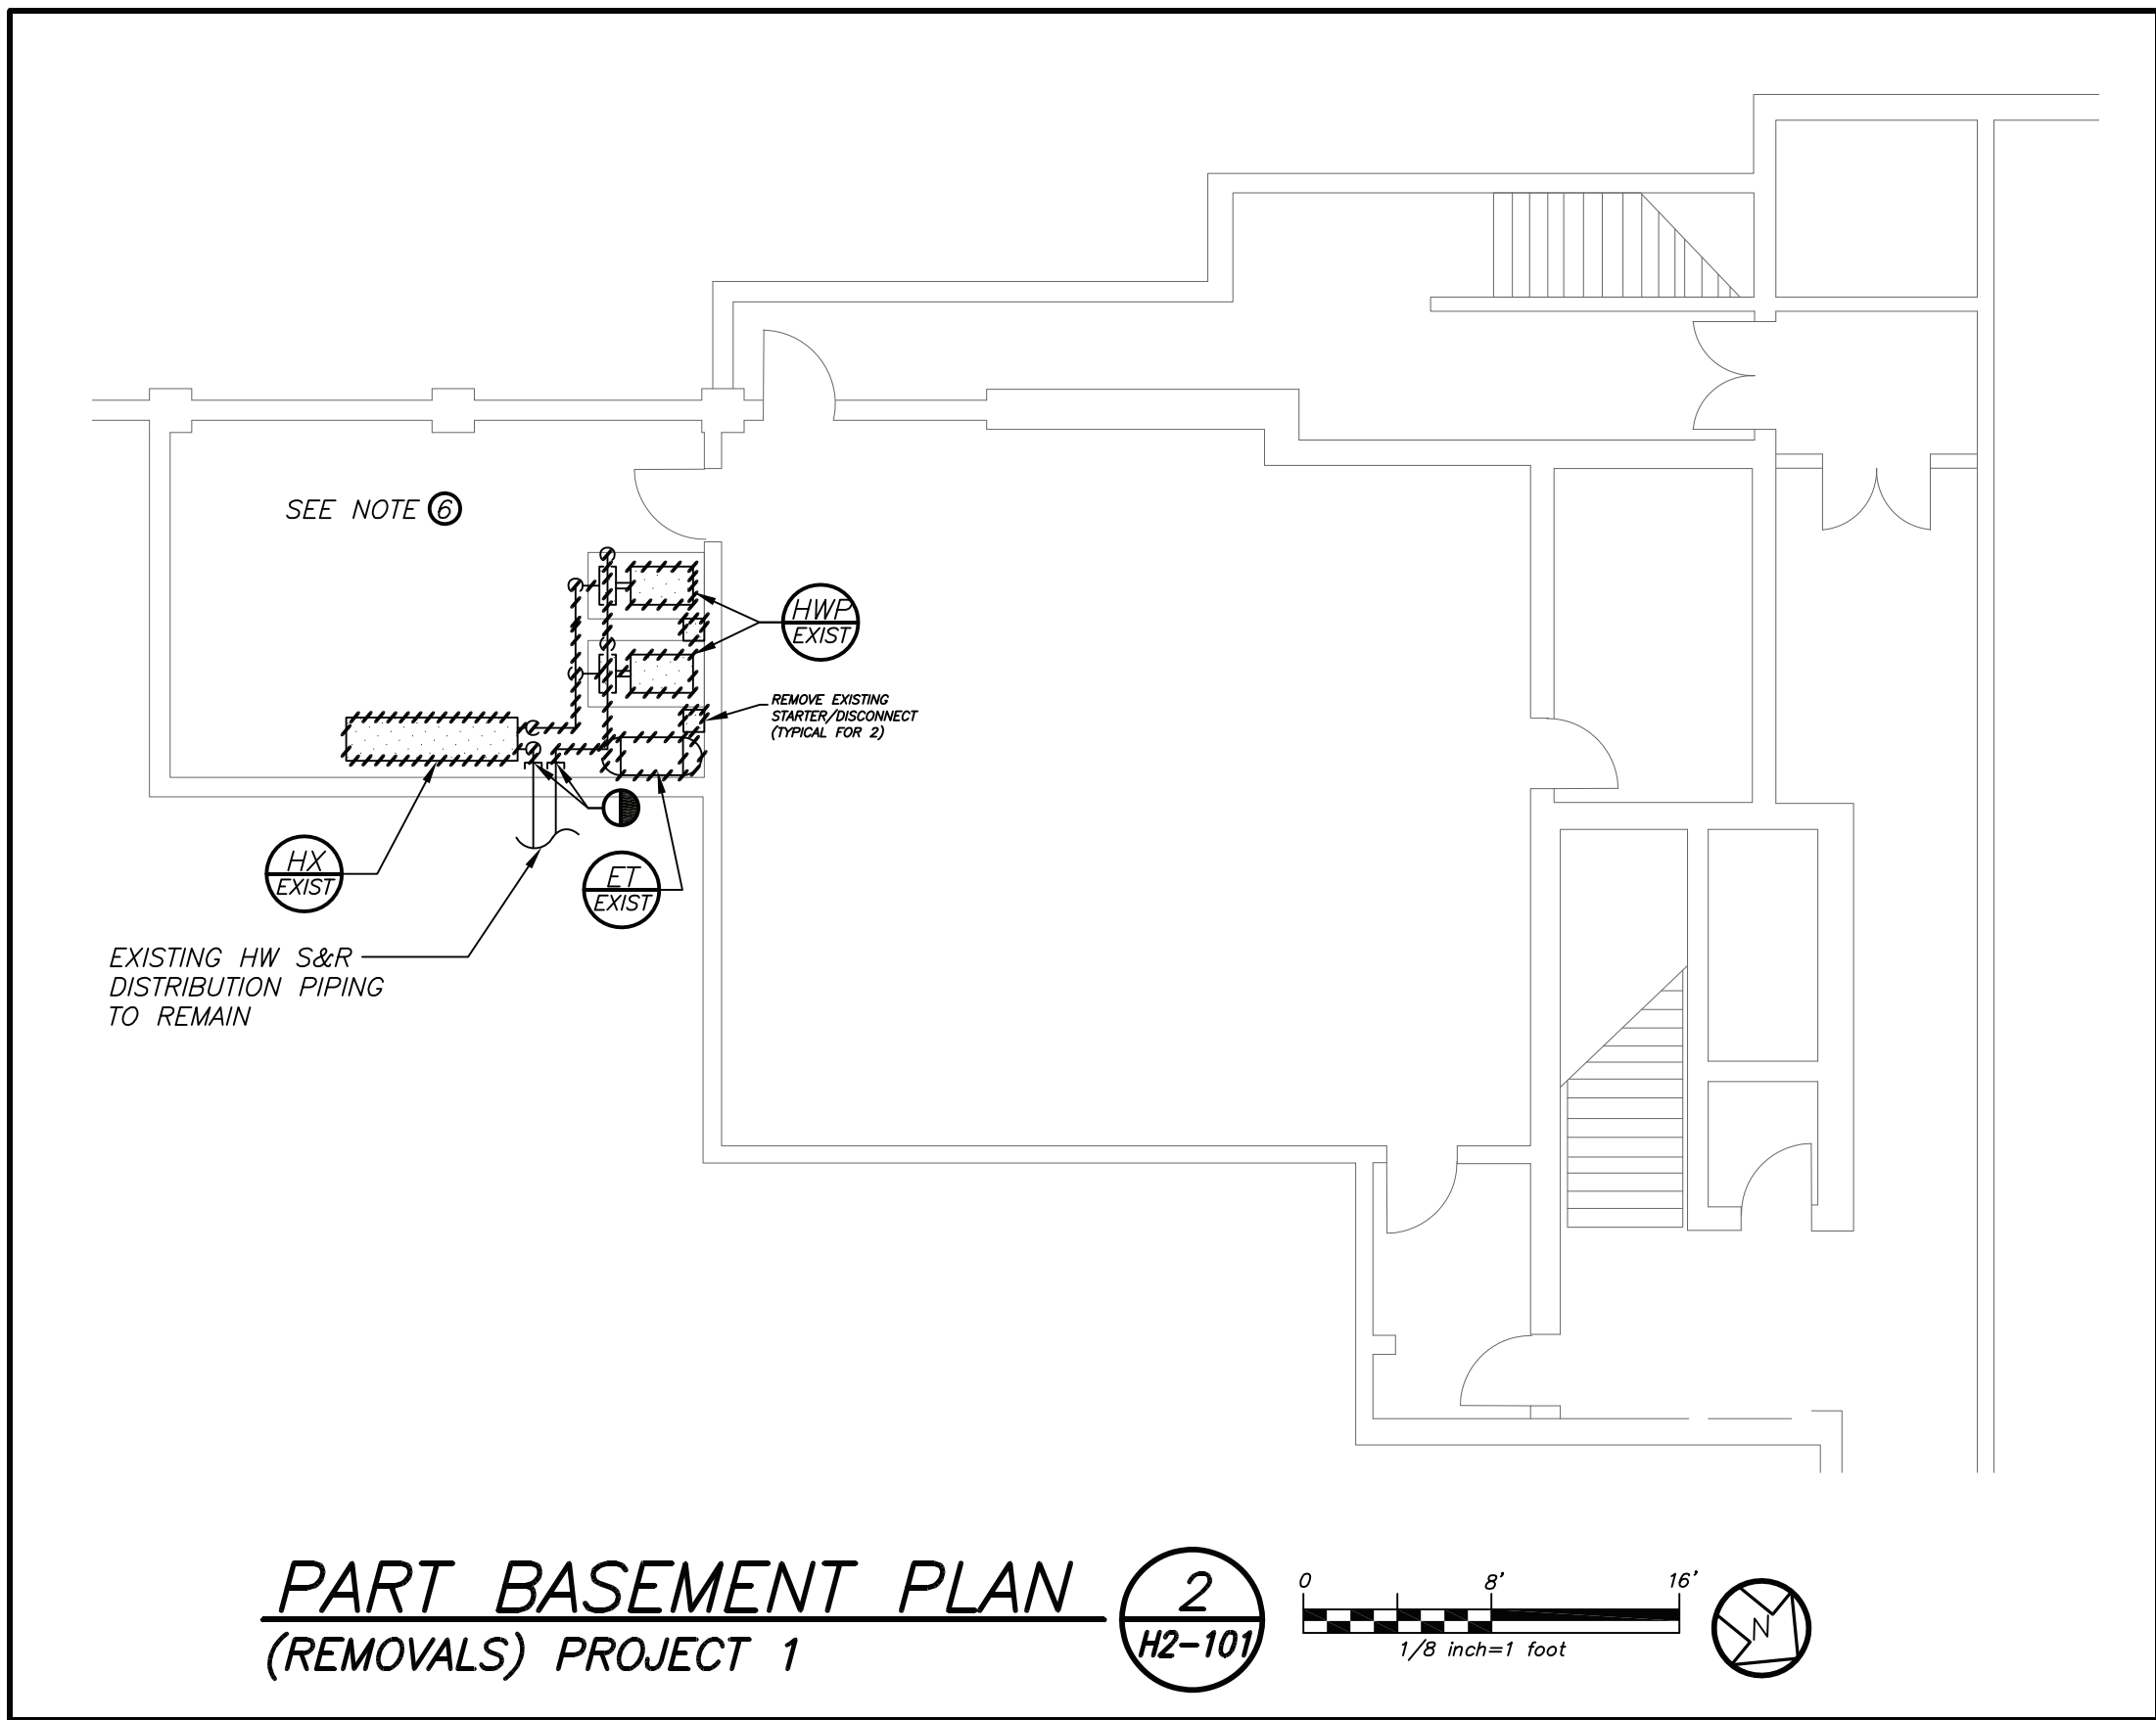 SEE NOTE 6
HWP
EXIST
REMOVE EXISTING
STARTER/DISCONNECT
(TYPICAL FOR 2)
HX
EXIST
ET
EXIST
EXISTING HW S&R
DISTRIBUTION PIPING
TO REMAIN
PART BASEMENT PLAN
(REMOVALS) PROJECT 1
2
H2-101
0 8' 16'
1/8 inch=1 foot
N